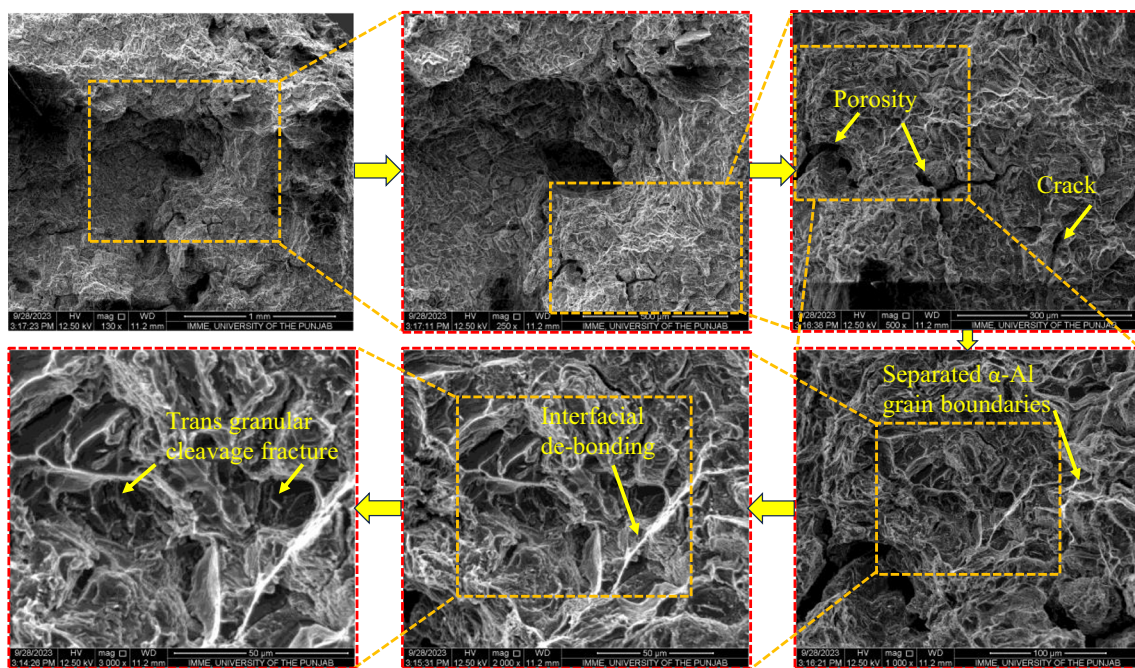 Porosity
Crack
9/28/2023 HV mag □ WD 1 mm
3:17:23 PM 12.50 kV 130 x 11.2 mm IMME, UNIVERSITY OF THE PUNJAB
9/28/2023 HV mag □ WD 500 µm
3:17:11 PM 12.50 kV 250 x 11.2 mm IMME, UNIVERSITY OF THE PUNJAB
9/28/2023 HV mag □ WD 300 µm
3:16:38 PM 12.50 kV 500 x 11.2 mm IMME, UNIVERSITY OF THE PUNJAB
Trans granular
cleavage fracture
Interfacial
de-bonding
Separated α-Al
grain boundaries
9/28/2023 HV mag □ WD 50 µm
3:14:26 PM 12.50 kV 3 000 x 11.2 mm IMME, UNIVERSITY OF THE PUNJAB
9/28/2023 HV mag □ WD 50 µm
3:15:31 PM 12.50 kV 2 000 x 11.2 mm IMME, UNIVERSITY OF THE PUNJAB
9/28/2023 HV mag □ WD 100 µm
3:16:21 PM 12.50 kV 1 000 x 11.2 mm IMME, UNIVERSITY OF THE PUNJAB